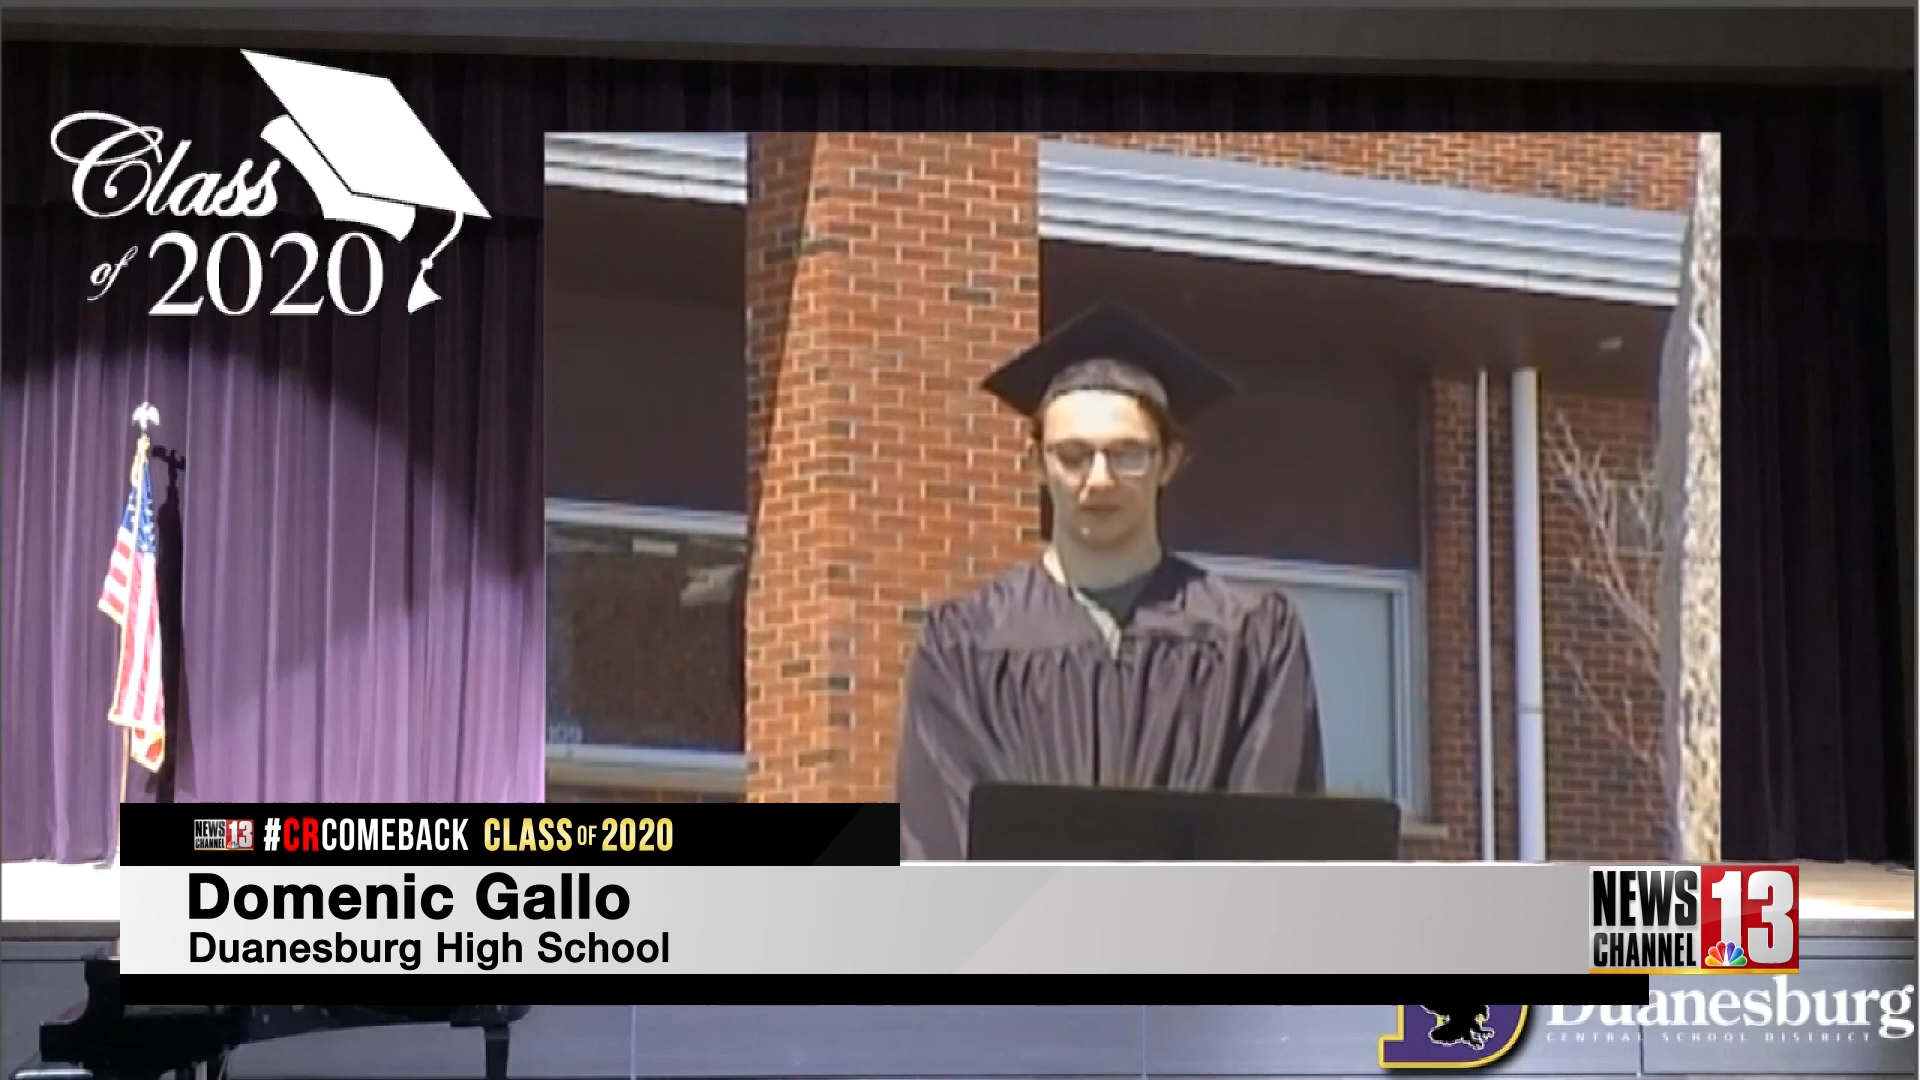 Class
of 2020
109
NEWS CHANNEL 13 #CRCOMEBACK CLASS OF 2020
Domenic Gallo
Duanesburg High School
NEWS
CHANNEL 13
Duanesburg
CENTRAL SCHOOL DISTRICT